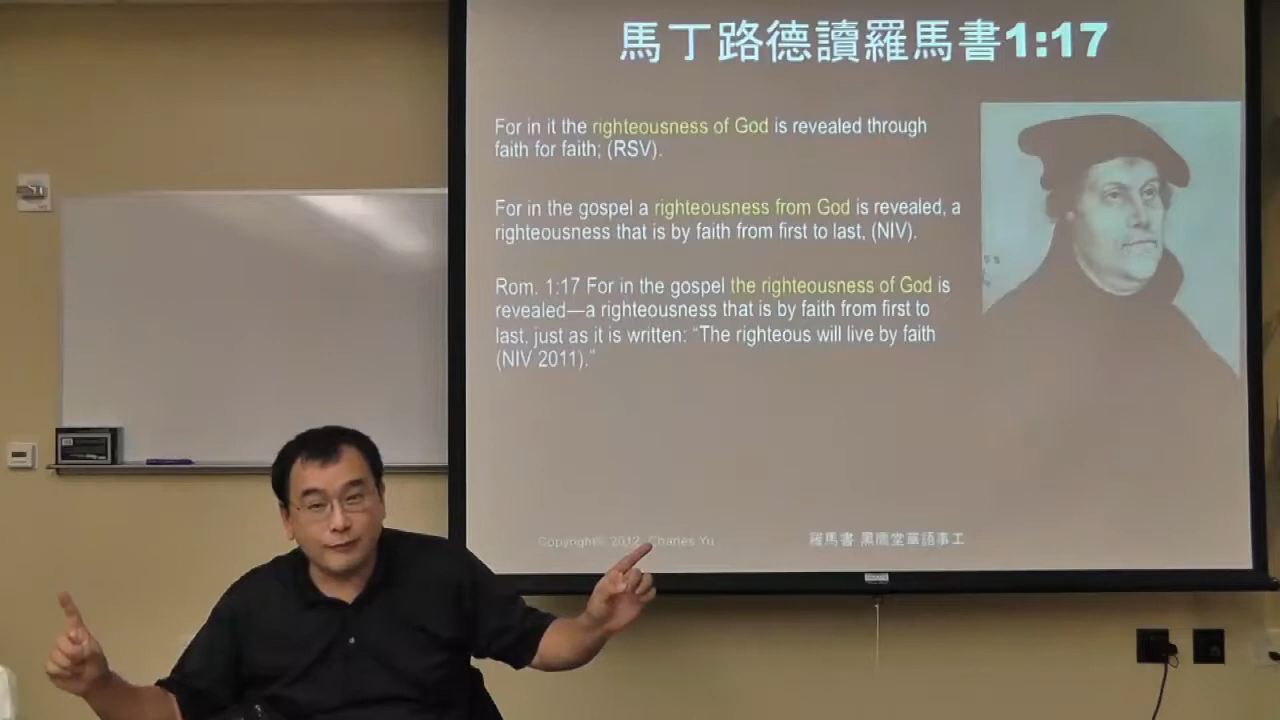 馬丁路德讀羅馬書1:17
For in it the righteousness of God is revealed through
faith for faith; (RSV).
For in the gospel a righteousness from God is revealed, a
righteousness that is by faith from first to last, (NIV).
Rom. 1:17 For in the gospel the righteousness of God is
revealed—a righteousness that is by faith from first to
last, just as it is written: “The righteous will live by faith
(NIV 2011).”
Copyright© 2012 Charles Yu
羅馬書 黑鷹堂華語事工